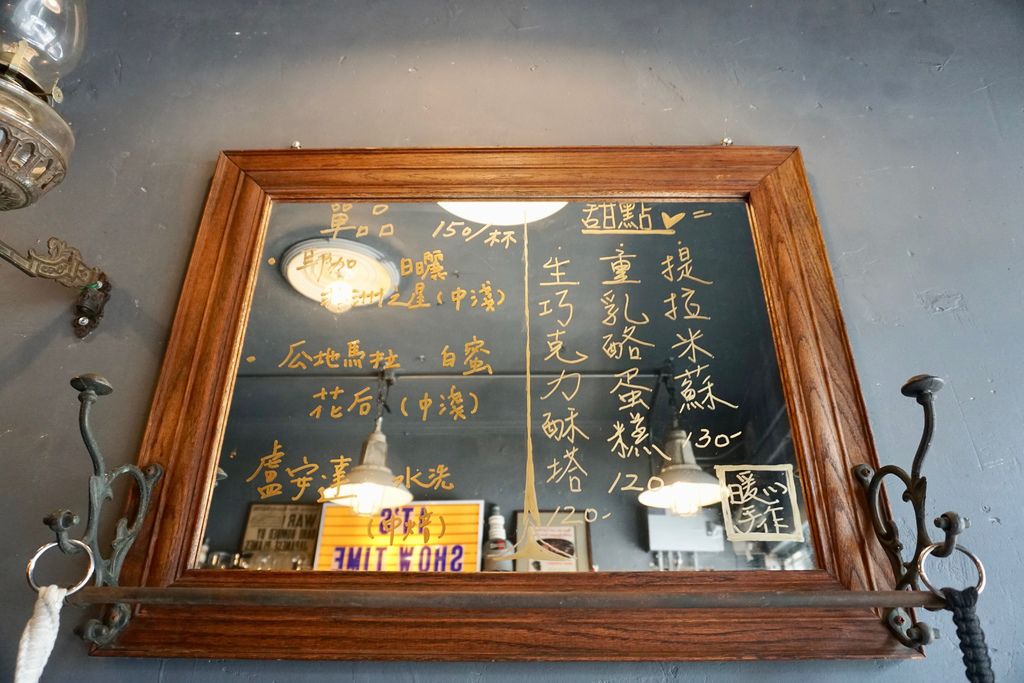 單品 150/杯
· 耶加 日曬
洲之星(中淺)
· 瓜地馬拉 白蜜
花后 (中淺)
· 盧安達 水洗
(中焙)
甜點 ♥ =
提拉米蘇 130-
重乳酪蛋糕 120-
生巧克力酥塔 120-
暖心
手作
IT'S
SHOW TIME